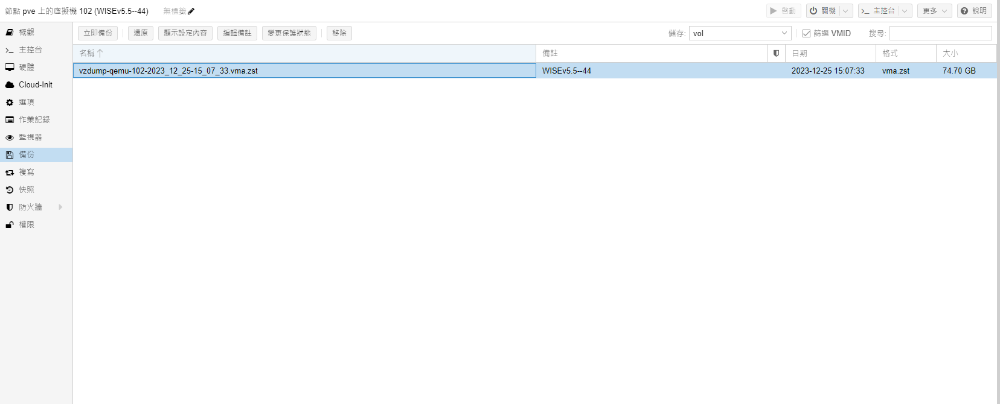 節點 pve 上的虛擬機 102 (WISEv5.5--44) 無標籤 啓動 關機 主控台 更多 說明
概觀
主控台
硬體
Cloud-Init
選項
作業記錄
監視器
備份
複寫
快照
防火牆
權限
立即備份 還原 顯示設定內容 編輯備註 變更保護狀態 移除 儲存: vol 篩選 VMID 搜尋:
名稱 備註 日期 格式 大小
vzdump-qemu-102-2023_12_25-15_07_33.vma.zst WISEv5.5--44 2023-12-25 15:07:33 vma.zst 74.70 GB